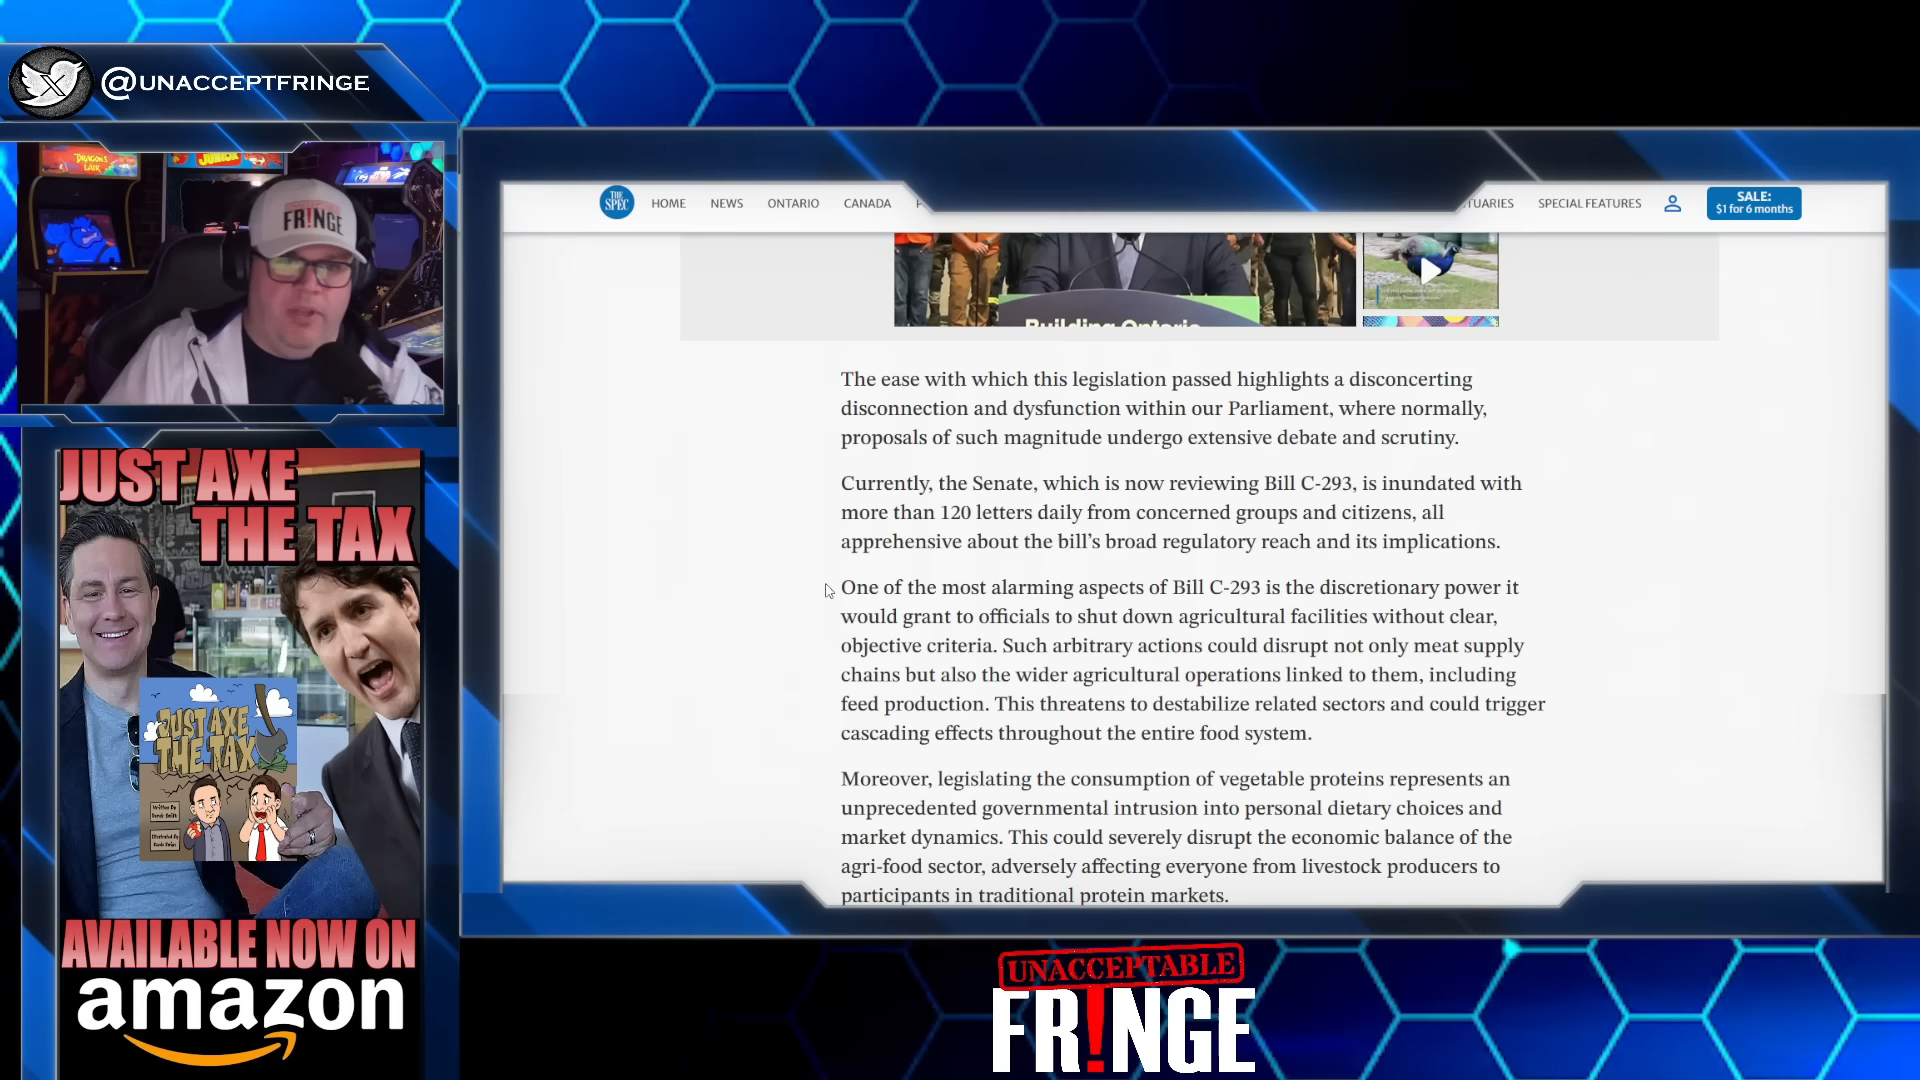 @UNACCEPTFRINGE
DRAGON'S
LAIR
JUNIOR
FR!NGE
JUST AXE
THE TAX
JUST AXE
THE TAX
AVAILABLE NOW ON
amazon
THE
SPEC
HOME
NEWS
ONTARIO
CANADA
TUARIES
SPECIAL FEATURES
SALE:
$1 for 6 months
Building Ontario
The ease with which this legislation passed highlights a disconcerting
disconnection and dysfunction within our Parliament, where normally,
proposals of such magnitude undergo extensive debate and scrutiny.
Currently, the Senate, which is now reviewing Bill C-293, is inundated with
more than 120 letters daily from concerned groups and citizens, all
apprehensive about the bill's broad regulatory reach and its implications.
One of the most alarming aspects of Bill C-293 is the discretionary power it
would grant to officials to shut down agricultural facilities without clear,
objective criteria. Such arbitrary actions could disrupt not only meat supply
chains but also the wider agricultural operations linked to them, including
feed production. This threatens to destabilize related sectors and could trigger
cascading effects throughout the entire food system.
Moreover, legislating the consumption of vegetable proteins represents an
unprecedented governmental intrusion into personal dietary choices and
market dynamics. This could severely disrupt the economic balance of the
agri-food sector, adversely affecting everyone from livestock producers to
participants in traditional protein markets.
UNACCEPTABLE
FR!NGE